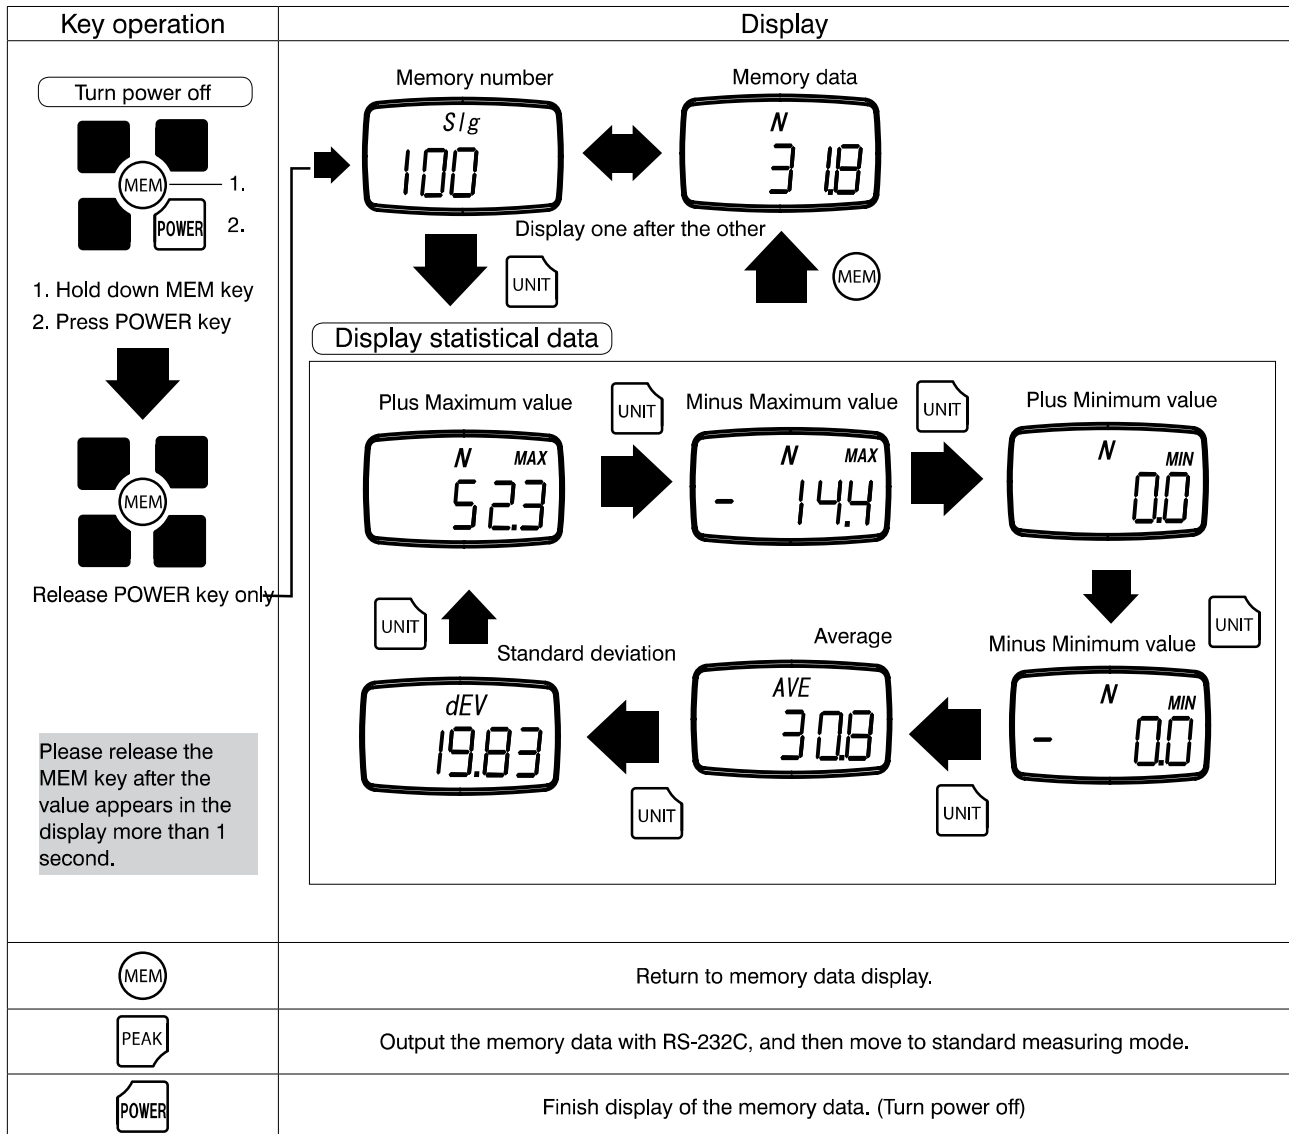 Key operation
Display
Turn power off
MEM
1.
POWER
2.
1. Hold down MEM key
2. Press POWER key
MEM
Release POWER key only
Please release the
MEM key after the
value appears in the
display more than 1
second.
Memory number
Slg
100
Memory data
N
31.8
Display one after the other
UNIT
MEM
Display statistical data
Plus Maximum value
N MAX
52.3
UNIT
Minus Maximum value
N MAX
- 14.4
UNIT
Plus Minimum value
N MIN
0.0
UNIT
Minus Minimum value
N MIN
- 0.0
UNIT
Average
AVE
30.8
UNIT
Standard deviation
dEV
19.83
UNIT
MEM
Return to memory data display.
PEAK
Output the memory data with RS-232C, and then move to standard measuring mode.
POWER
Finish display of the memory data. (Turn power off)